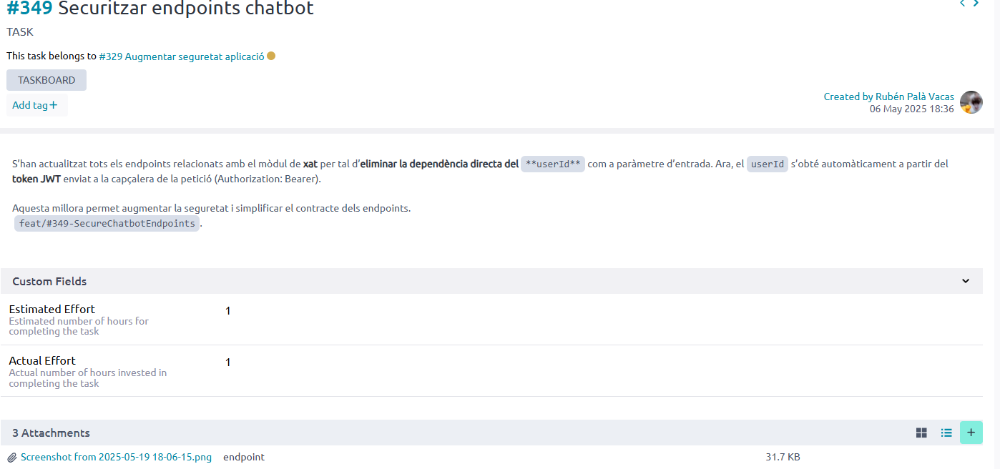 #349 Securitzar endpoints chatbot
TASK
This task belongs to #329 Augmentar seguretat aplicació
TASKBOARD
Add tag+
Created by Rubén Palà Vacas
06 May 2025 18:36
S’han actualitzat tots els endpoints relacionats amb el mòdul de xat per tal d’eliminar la dependència directa del **userId** com a paràmetre d’entrada. Ara, el userId s’obté automàticament a partir del
token JWT enviat a la capçalera de la petició (Authorization: Bearer).
Aquesta millora permet augmentar la seguretat i simplificar el contracte dels endpoints.
feat/#349-SecureChatbotEndpoints.
Custom Fields
Estimated Effort 1
Estimated number of hours for
completing the task
Actual Effort 1
Actual number of hours invested in
completing the task
3 Attachments
Screenshot from 2025-05-19 18-06-15.png endpoint 31.7 KB